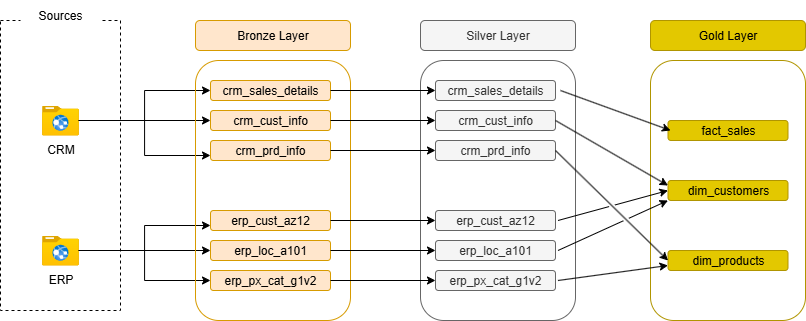 Sources
Bronze Layer
Silver Layer
Gold Layer
CRM
ERP
crm_sales_details
crm_cust_info
crm_prd_info
erp_cust_az12
erp_loc_a101
erp_px_cat_g1v2
crm_sales_details
crm_cust_info
crm_prd_info
erp_cust_az12
erp_loc_a101
erp_px_cat_g1v2
fact_sales
dim_customers
dim_products